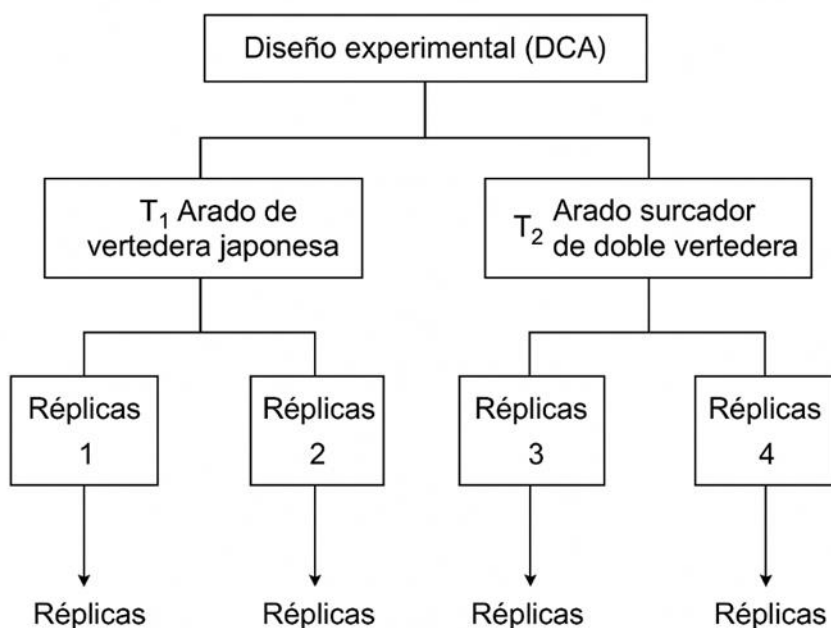 Diseño experimental (DCA)
T₁ Arado de
vertedera japonesa
T₂ Arado surcador
de doble vertedera
Réplicas
1
Réplicas
2
Réplicas
3
Réplicas
4
Réplicas
Réplicas
Réplicas
Réplicas